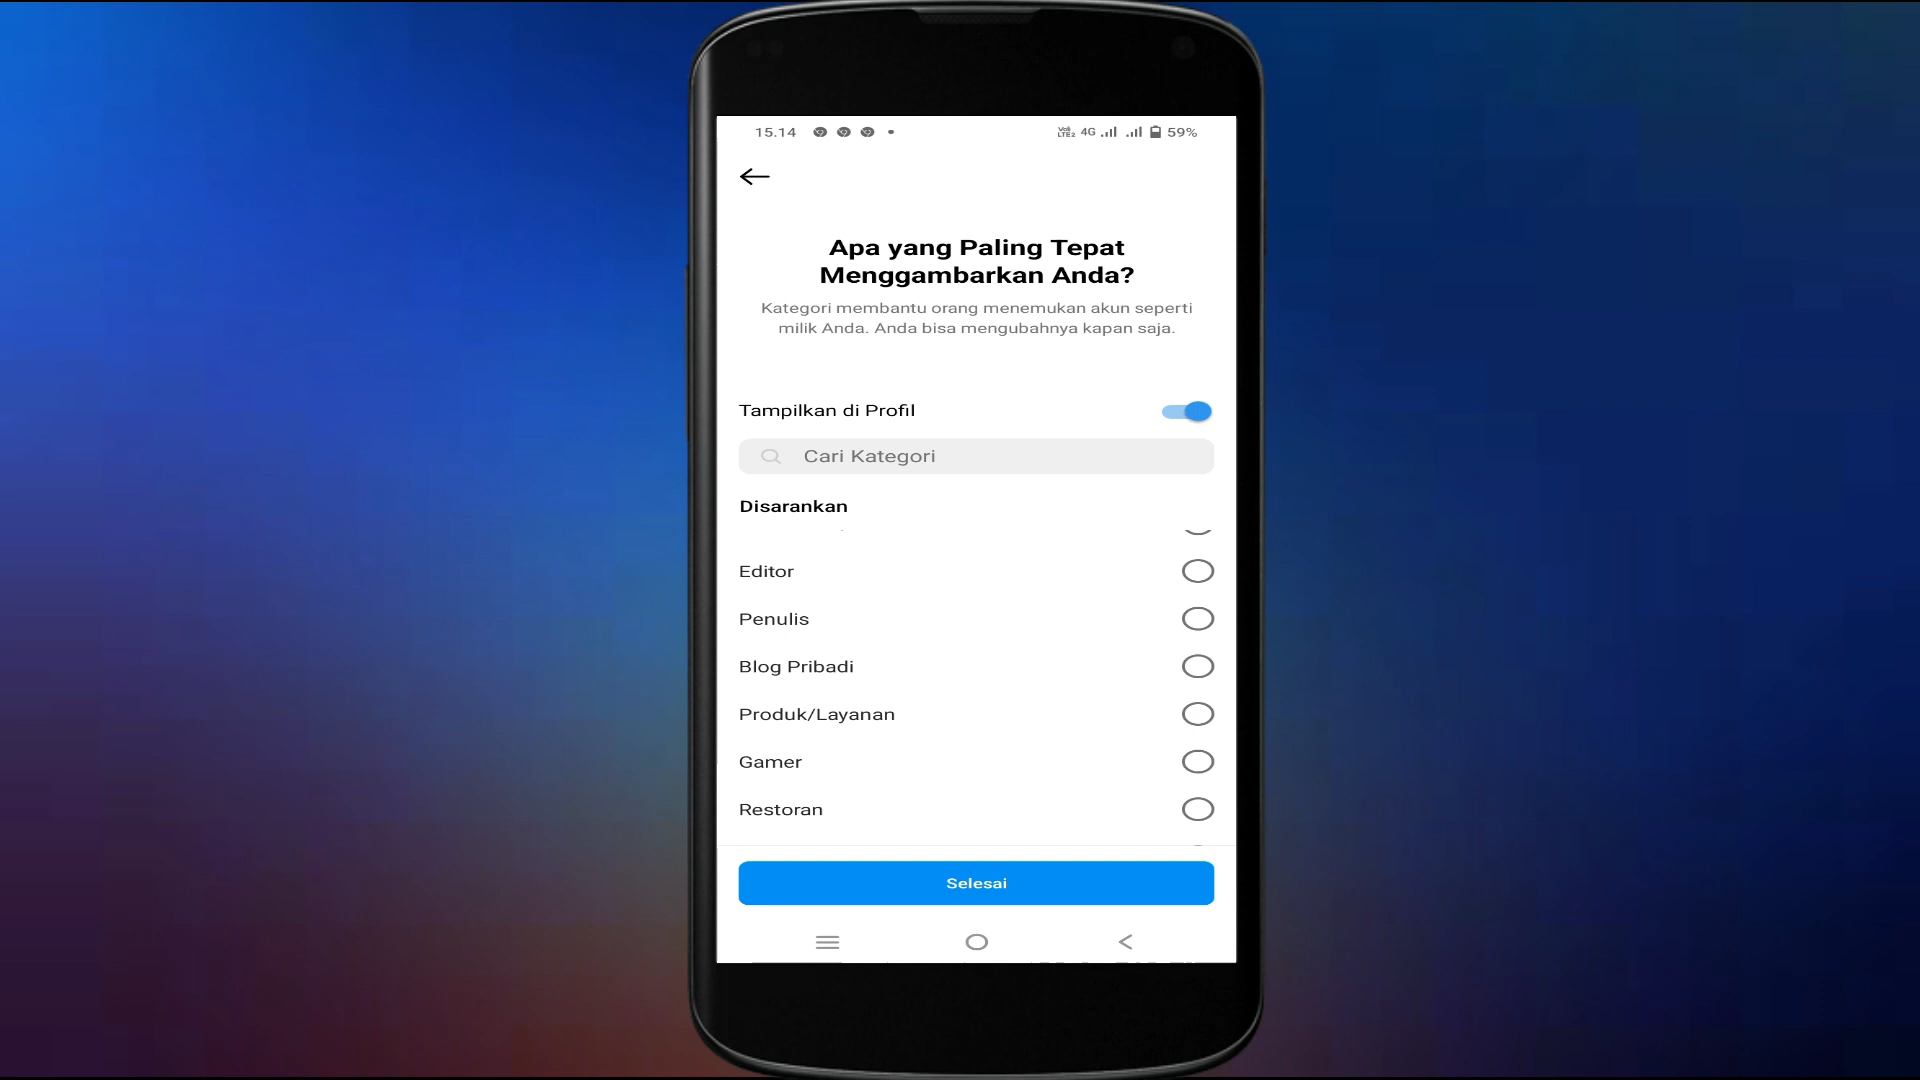 15.14 4G 59%
Apa yang Paling Tepat
Menggambarkan Anda?
Kategori membantu orang menemukan akun seperti
milik Anda. Anda bisa mengubahnya kapan saja.
Tampilkan di Profil
Cari Kategori
Disarankan
Editor
Penulis
Blog Pribadi
Produk/Layanan
Gamer
Restoran
Selesai